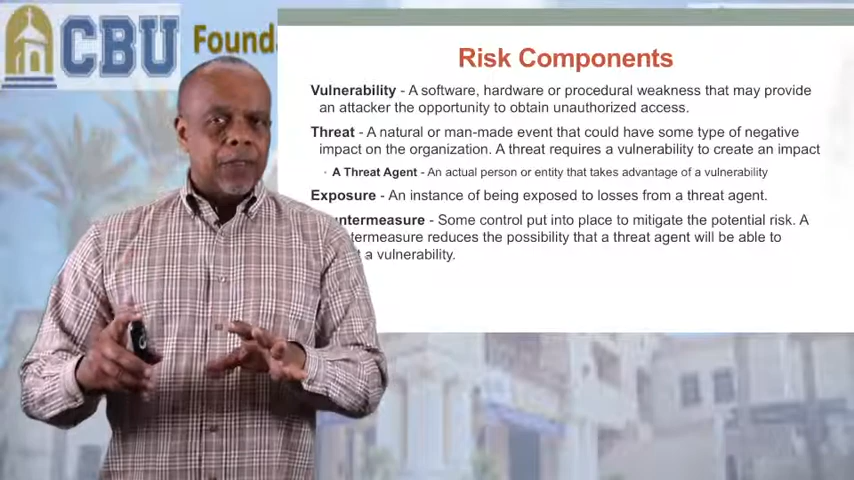 CBU
Risk Components
Vulnerability - A software, hardware or procedural weakness that may provide
an attacker the opportunity to obtain unauthorized access.
Threat - A natural or man-made event that could have some type of negative
impact on the organization. A threat requires a vulnerability to create an impact
· A Threat Agent - An actual person or entity that takes advantage of a vulnerability
Exposure - An instance of being exposed to losses from a threat agent.
ntermeasure - Some control put into place to mitigate the potential risk. A
termeasure reduces the possibility that a threat agent will be able to
t a vulnerability.